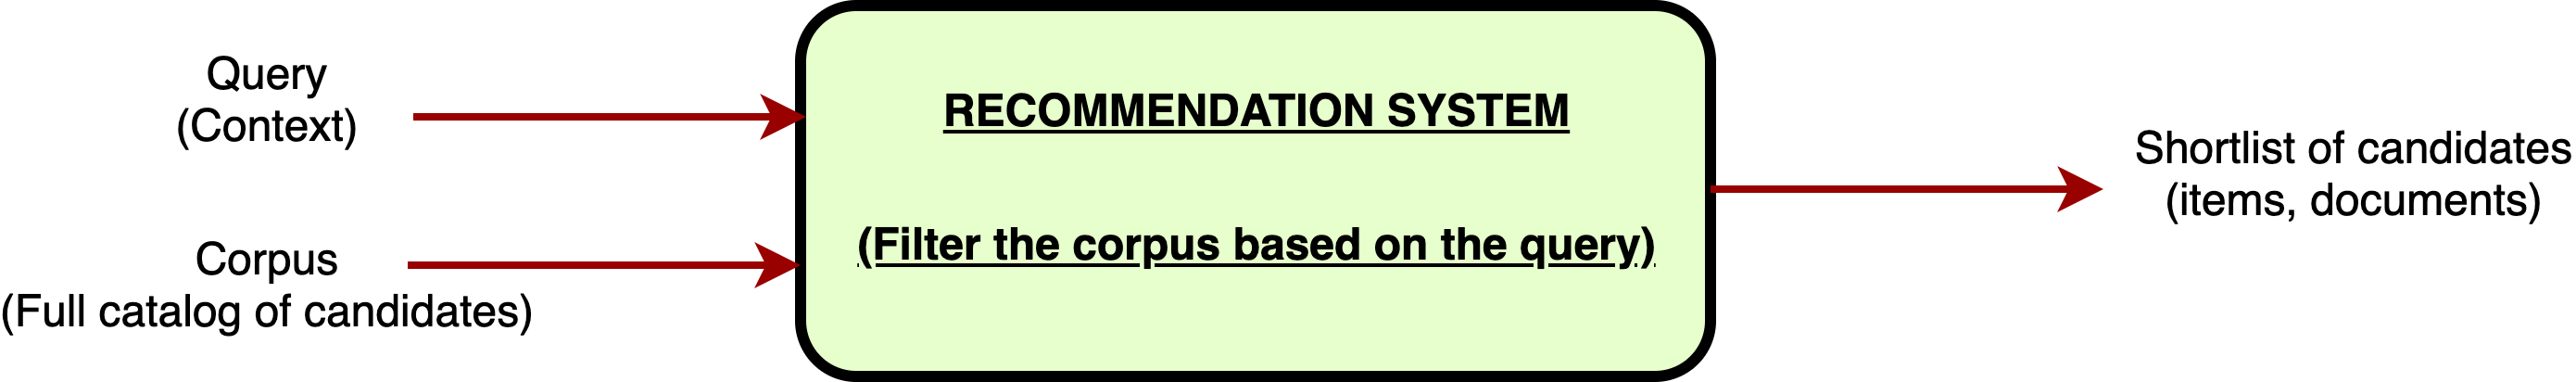 Query
(Context)
Corpus
(Full catalog of candidates)
RECOMMENDATION SYSTEM
(Filter the corpus based on the query)
Shortlist of candidates
(items, documents)